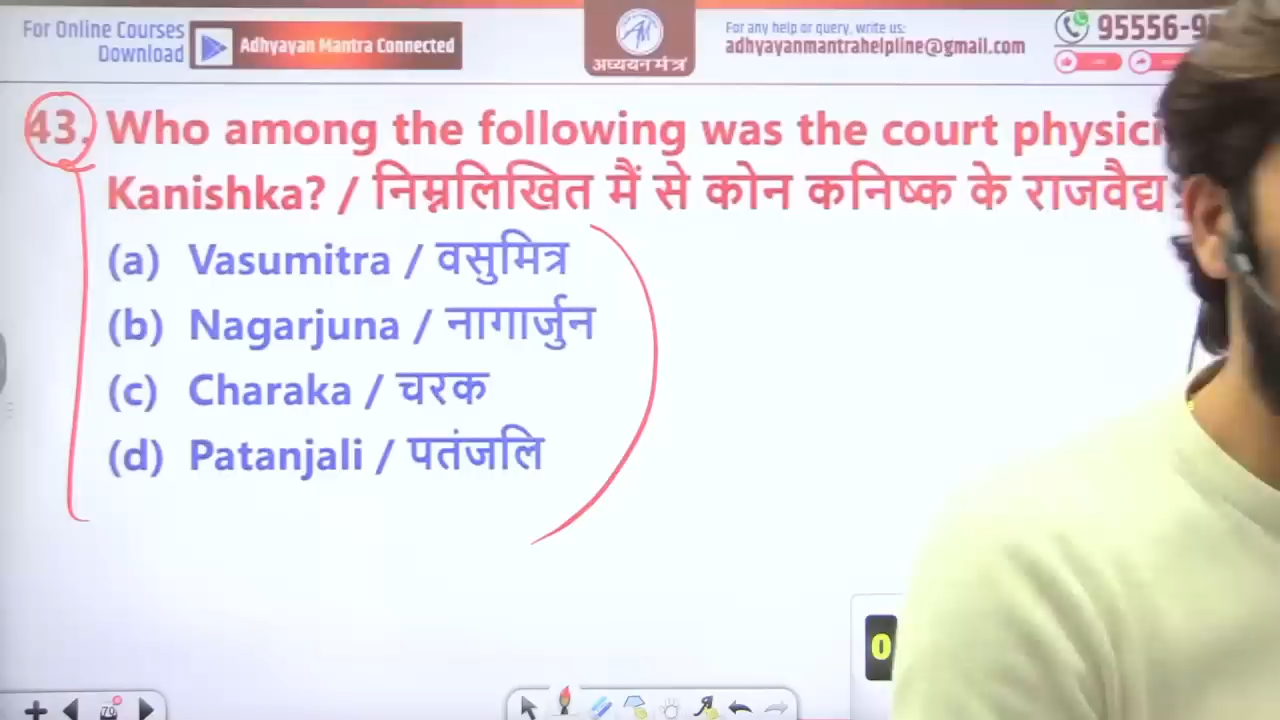 For Online Courses
Download
Adhyayan Mantra Connected
अध्ययन मंत्र
For any help or query, write us:
adhyayanmantrahelpline@gmail.com
95556-9
43. Who among the following was the court physici
Kanishka? / निम्नलिखित मैं से कोन कनिष्क के राजवैद्य
(a) Vasumitra / वसुमित्र
(b) Nagarjuna / नागार्जुन
(c) Charaka / चरक
(d) Patanjali / पतंजलि
0
70